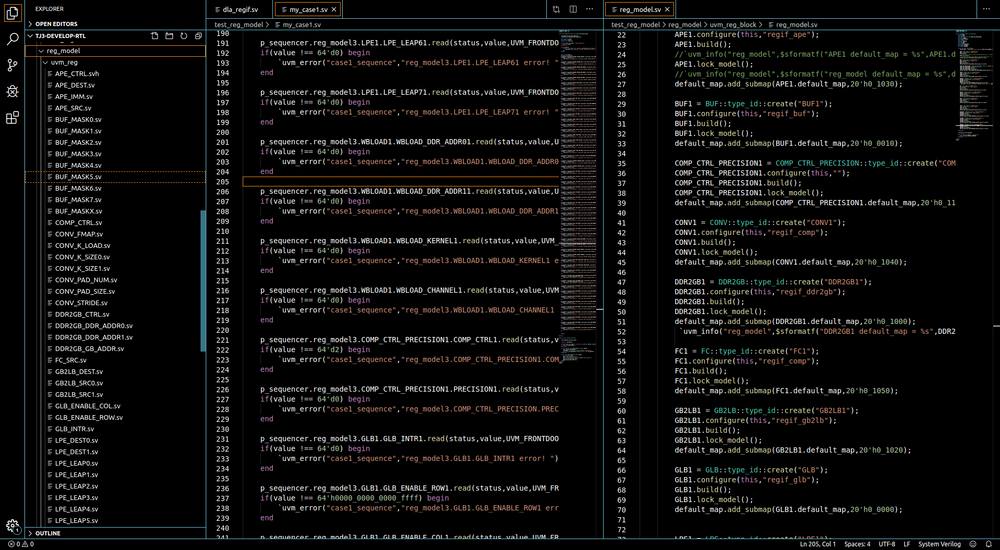 EXPLORER
OPEN EDITORS
TJ3-DEVELOP-RTL
reg_model
uvm_reg
APE_CTRL.svh
APE_DEST.sv
APE_IMM.sv
APE_SRC.sv
BUF_MASK0.sv
BUF_MASK1.sv
BUF_MASK2.sv
BUF_MASK3.sv
BUF_MASK4.sv
BUF_MASK5.sv
BUF_MASK6.sv
BUF_MASK7.sv
BUF_MASKX.sv
COMP_CTRL.sv
CONV_FMAP.sv
CONV_K_LOAD.sv
CONV_K_SiZE0.sv
CONV_K_SIZE1.sv
CONV_PAD_NUM.sv
CONV_PAD_SIZE.sv
CONV_STRIDE.sv
DDR2GB_CTRL.sv
DDR2GB_DDR_ADDR0.sv
DDR2GB_DDR_ADDR1.sv
DDR2GB_GB_ADDR.sv
FC_SRC.sv
GB2LB_DEST.sv
GB2LB_SRC0.sv
GB2LB_SRC1.sv
GLB_ENABLE_COL.sv
GLB_ENABLE_ROW.sv
GLB_INTR.sv
LPE_DEST0.sv
LPE_DEST1.sv
LPE_LEAP0.sv
LPE_LEAP1.sv
LPE_LEAP2.sv
LPE_LEAP3.sv
LPE_LEAP4.sv
LPE_LEAP5.sv
OUTLINE
1
dla_regif.sv
my_case1.sv
test_reg_model > my_case1.sv
190
191 p_sequencer.reg_model3.LPE1.LPE_LEAP61.read(status,value,UVM_FRONTDO
192 if(value !== 64'd0) begin
193 `uvm_error("case1_sequence","reg_model3.LPE1.LPE_LEAP61 error! "
194 end
195
196 p_sequencer.reg_model3.LPE1.LPE_LEAP71.read(status,value,UVM_FRONTDO
197 if(value !== 64'd0) begin
198 `uvm_error("case1_sequence","reg_model3.LPE1.LPE_LEAP71 error! "
199 end
200
201 p_sequencer.reg_model3.WBLOAD1.WBLOAD_DDR_ADDR01.read(status,value,U
202 if(value !== 64'd0) begin
203 `uvm_error("case1_sequence","reg_model3.WBLOAD1.WBLOAD_DDR_ADDR0
204 end
205
206 p_sequencer.reg_model3.WBLOAD1.WBLOAD_DDR_ADDR11.read(status,value,U
207 if(value !== 64'd0) begin
208 `uvm_error("case1_sequence","reg_model3.WBLOAD1.WBLOAD_DDR_ADDR1
209 end
210
211 p_sequencer.reg_model3.WBLOAD1.WBLOAD_KERNEL1.read(status,value,UVM_
212 if(value !== 64'd0) begin
213 `uvm_error("case1_sequence","reg_model3.WBLOAD1.WBLOAD_KERNEL1 e
214 end
215
216 p_sequencer.reg_model3.WBLOAD1.WBLOAD_CHANNEL1.read(status,value,UVM
217 if(value !== 64'd0) begin
218 `uvm_error("case1_sequence","reg_model3.WBLOAD1.WBLOAD_CHANNEL1
219 end
220
221 p_sequencer.reg_model3.COMP_CTRL_PRECISION1.COMP_CTRL1.read(status,v
222 if(value !== 64'd2) begin
223 `uvm_error("case1_sequence","reg_model3.COMP_CTRL_PRECISION1.COM
224 end
225
226 p_sequencer.reg_model3.COMP_CTRL_PRECISION1.PRECISION1.read(status,v
227 if(value !== 64'd0) begin
228 `uvm_error("case1_sequence","reg_model3.COMP_CTRL_PRECISION.PREC
229 end
230
231 p_sequencer.reg_model3.GLB1.GLB_INTR1.read(status,value,UVM_FRONTDOO
232 if(value !== 64'd0) begin
233 `uvm_error("case1_sequence","reg_model3.GLB1.GLB_INTR1 error! ")
234 end
235
236 p_sequencer.reg_model3.GLB1.GLB_ENABLE_ROW1.read(status,value,UVM_FR
237 if(value !== 64'h0000_0000_0000_ffff) begin
238 `uvm_error("case1_sequence","reg_model3.GLB1.GLB_ENABLE_ROW1 err
239 end
240
241 p_sequencer.reg_model3.GLB1.GLB_ENABLE_COL1.read(status,value,UVM_FR
reg_model.sv
test_reg_model > reg_model > uvm_reg_block > reg_model.sv
22 APE1.configure(this,"regif_ape");
23 APE1.build();
24 //`uvm_info("reg_model",$sformatf("APE1 default_map = %s",APE1.d
25 APE1.lock_model();
26 //`uvm_info("reg_model",$sformatf("reg_model default_map = %s",d
27 default_map.add_submap(APE1.default_map,20'h0_1030);
28
29 BUF1 = BUF::type_id::create("BUF1");
30 BUF1.configure(this,"regif_buf");
31 BUF1.build();
32 BUF1.lock_model();
33 default_map.add_submap(BUF1.default_map,20'h0_0010);
34
35 COMP_CTRL_PRECISION1 = COMP_CTRL_PRECISION::type_id::create("COM
36 COMP_CTRL_PRECISION1.configure(this,"");
37 COMP_CTRL_PRECISION1.build();
38 COMP_CTRL_PRECISION1.lock_model();
39 default_map.add_submap(COMP_CTRL_PRECISION1.default_map,20'h0_11
40
41 CONV1 = CONV::type_id::create("CONV1");
42 CONV1.configure(this,"regif_comp");
43 CONV1.build();
44 CONV1.lock_model();
45 default_map.add_submap(CONV1.default_map,20'h0_1040);
46
47 DDR2GB1 = DDR2GB::type_id::create("DDR2GB1");
48 DDR2GB1.configure(this,"regif_ddr2gb");
49 DDR2GB1.build();
50 DDR2GB1.lock_model();
51 default_map.add_submap(DDR2GB1.default_map,20'h0_1000);
52 `uvm_info("reg_model",$sformatf("DDR2GB1 default_map = %s",DDR2
53
54 FC1 = FC::type_id::create("FC1");
55 FC1.configure(this,"regif_comp");
56 FC1.build();
57 FC1.lock_model();
58 default_map.add_submap(FC1.default_map,20'h0_1050);
59
60 GB2LB1 = GB2LB::type_id::create("GB2LB1");
61 GB2LB1.configure(this,"regif_gb2lb");
62 GB2LB1.build();
63 GB2LB1.lock_model();
64 default_map.add_submap(GB2LB1.default_map,20'h0_1020);
65
66 GLB1 = GLB::type_id::create("GLB");
67 GLB1.configure(this,"regif_glb");
68 GLB1.build();
69 GLB1.lock_model();
70 default_map.add_submap(GLB1.default_map,20'h0_0000);
71
72
73 LPE1 = LPE::type_id::create("LPE1");
0 0
Ln 205, Col 1 Spaces: 4 UTF-8 LF System Verilog